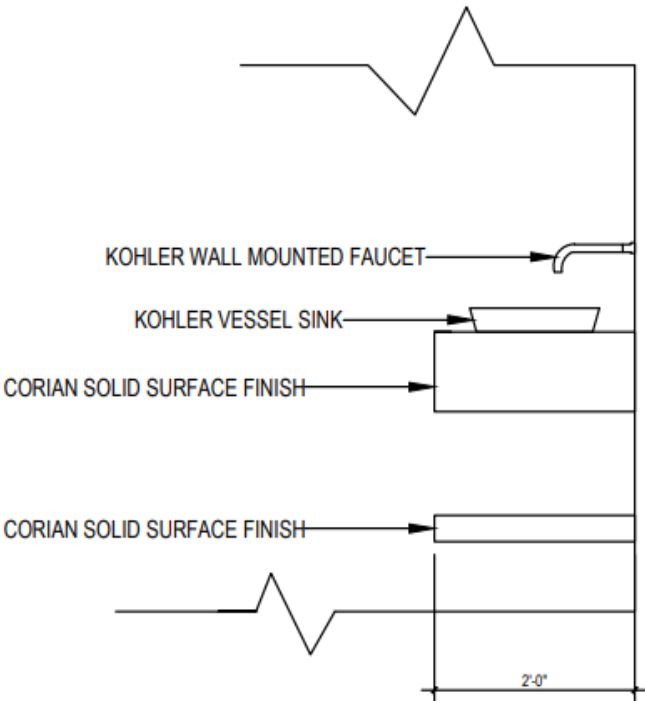 KOHLER WALL MOUNTED FAUCET
KOHLER VESSEL SINK
CORIAN SOLID SURFACE FINISH
CORIAN SOLID SURFACE FINISH
2'-0"